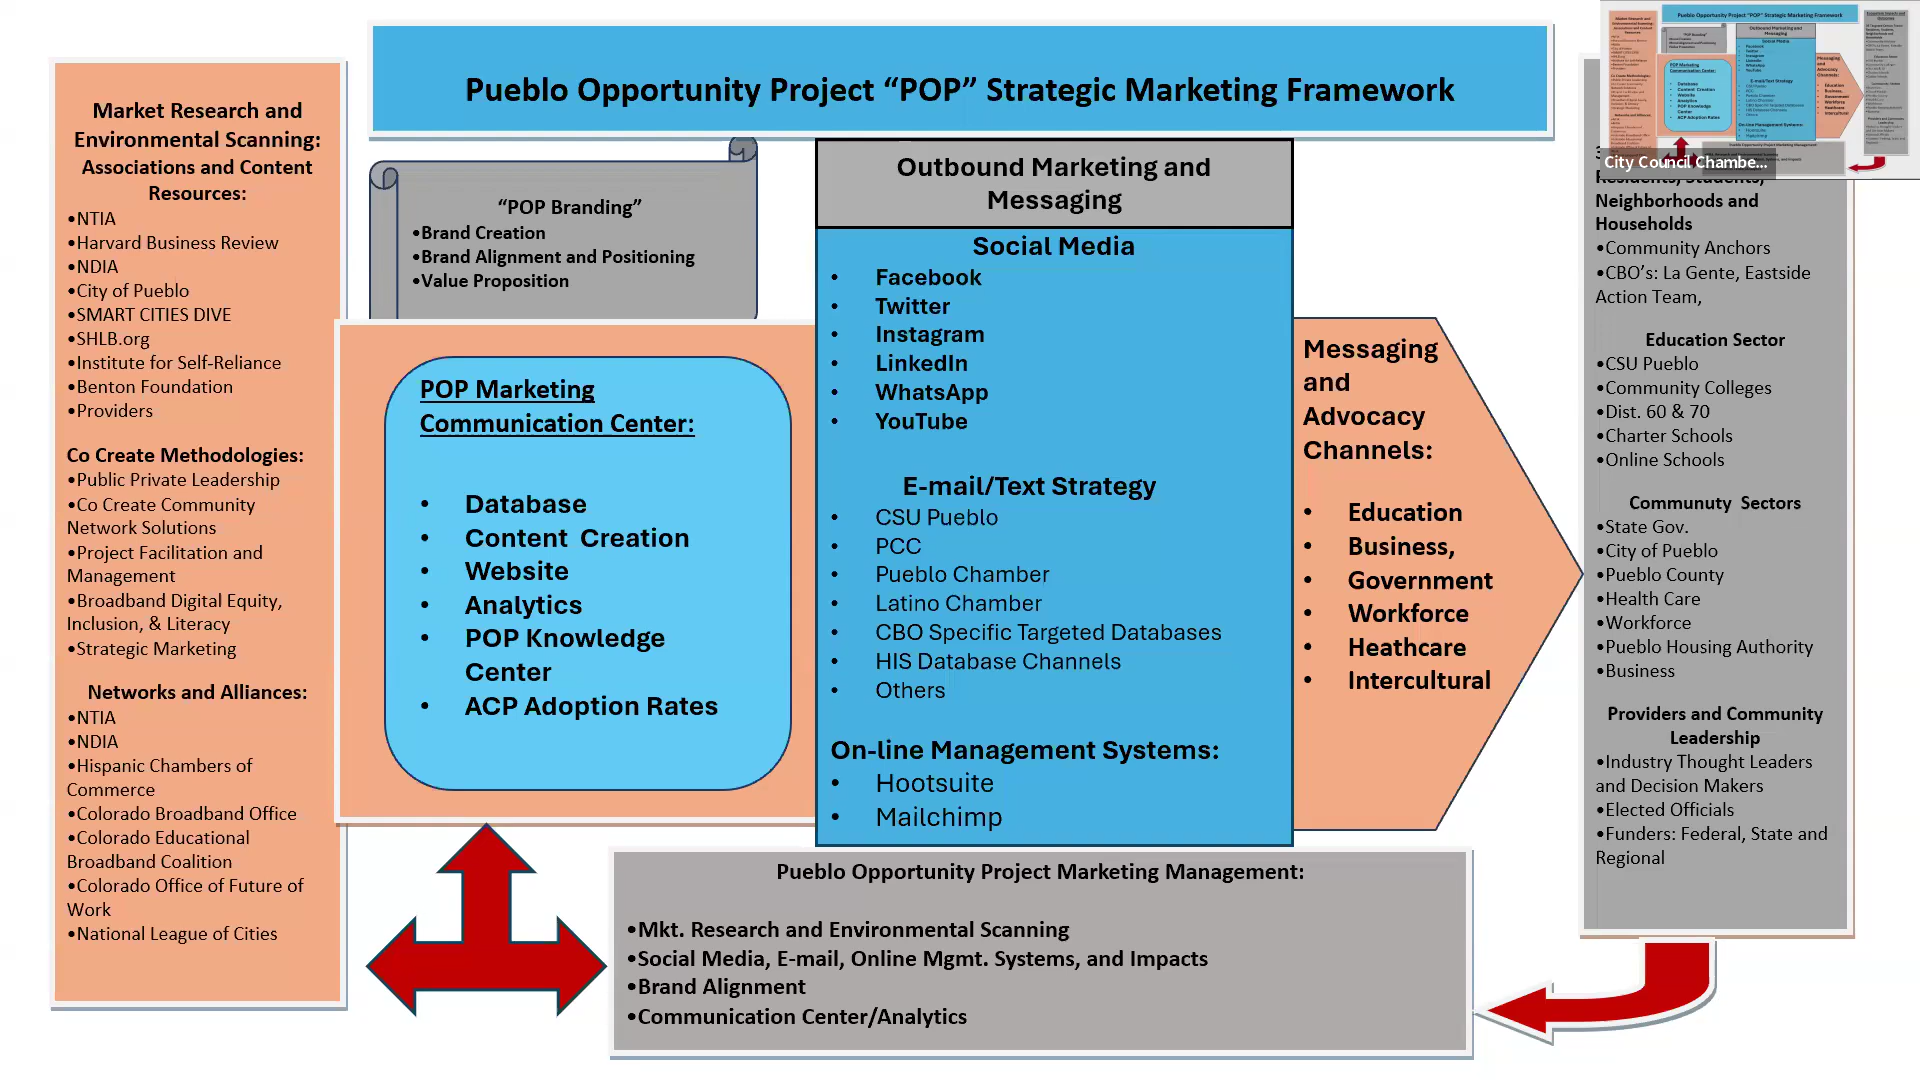 Pueblo Opportunity Project “POP” Strategic Marketing Framework
Market Research and
Environmental Scanning:
Associations and Content
Resources:
•NTIA
•Harvard Business Review
•NDIA
•City of Pueblo
•SMART CITIES DIVE
•SHLB.org
•Institute for Self-Reliance
•Benton Foundation
•Providers
Co Create Methodologies:
•Public Private Leadership
•Co Create Community
Network Solutions
•Project Facilitation and
Management
•Broadband Digital Equity,
Inclusion, & Literacy
•Strategic Marketing
Networks and Alliances:
•NTIA
•NDIA
•Hispanic Chambers of
Commerce
•Colorado Broadband Office
•Colorado Educational
Broadband Coalition
•Colorado Office of Future of
Work
•National League of Cities
“POP Branding”
•Brand Creation
•Brand Alignment and Positioning
•Value Proposition
POP Marketing
Communication Center:
• Database
• Content Creation
• Website
• Analytics
• POP Knowledge
Center
• ACP Adoption Rates
Outbound Marketing and
Messaging
Social Media
• Facebook
• Twitter
• Instagram
• LinkedIn
• WhatsApp
• YouTube
E-mail/Text Strategy
• CSU Pueblo
• PCC
• Pueblo Chamber
• Latino Chamber
• CBO Specific Targeted Databases
• HIS Database Channels
• Others
On-line Management Systems:
• Hootsuite
• Mailchimp
Messaging
and
Advocacy
Channels:
• Education
• Business,
• Government
• Workforce
• Heathcare
• Intercultural
City Council Chambe...
Residents, Students,
Neighborhoods and
Households
•Community Anchors
•CBO’s: La Gente, Eastside
Action Team,
Education Sector
•CSU Pueblo
•Community Colleges
•Dist. 60 & 70
•Charter Schools
•Online Schools
Communuty Sectors
•State Gov.
•City of Pueblo
•Pueblo County
•Health Care
•Workforce
•Pueblo Housing Authority
•Business
Providers and Community
Leadership
•Industry Thought Leaders
and Decision Makers
•Elected Officials
•Funders: Federal, State and
Regional
Pueblo Opportunity Project Marketing Management:
•Mkt. Research and Environmental Scanning
•Social Media, E-mail, Online Mgmt. Systems, and Impacts
•Brand Alignment
•Communication Center/Analytics